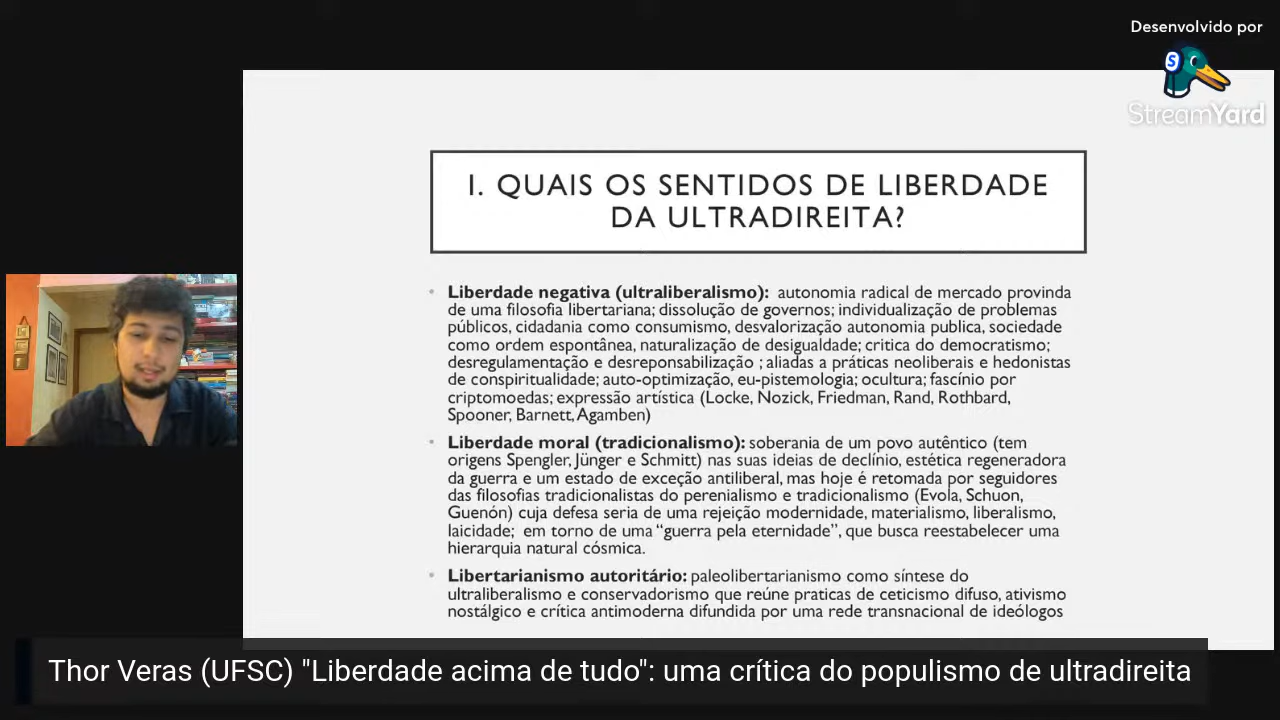 Desenvolvido por
S
StreamYard
I. QUAIS OS SENTIDOS DE LIBERDADE
DA ULTRADIREITA?
• Liberdade negativa (ultraliberalismo): autonomia radical de mercado provinda
de uma filosofia libertariana; dissolução de governos; individualização de problemas
públicos, cidadania como consumismo, desvalorização autonomia publica, sociedade
como ordem espontânea, naturalização de desigualdade; critica do democratismo;
desregulamentação e desreponsabilização ; aliadas a práticas neoliberais e hedonistas
de conspiritualidade; auto-optimização, eu-pistemologia; ocultura; fascínio por
criptomoedas; expressão artística (Locke, Nozick, Friedman, Rand, Rothbard,
Spooner, Barnett, Agamben)
• Liberdade moral (tradicionalismo): soberania de um povo autêntico (tem
origens Spengler, Jünger e Schmitt) nas suas ideias de declínio, estética regeneradora
da guerra e um estado de exceção antiliberal, mas hoje é retomada por seguidores
das filosofias tradicionalistas do perenialismo e tradicionalismo (Evola, Schuon,
Guenón) cuja defesa seria de uma rejeição modernidade, materialismo, liberalismo,
laicidade; em torno de uma “guerra pela eternidade”, que busca reestabelecer uma
hierarquia natural cósmica.
• Libertarianismo autoritário: paleolibertarianismo como síntese do
ultraliberalismo e conservadorismo que reúne praticas de ceticismo difuso, ativismo
nostálgico e crítica antimoderna difundida por uma rede transnacional de ideólogos
Thor Veras (UFSC) "Liberdade acima de tudo": uma crítica do populismo de ultradireita